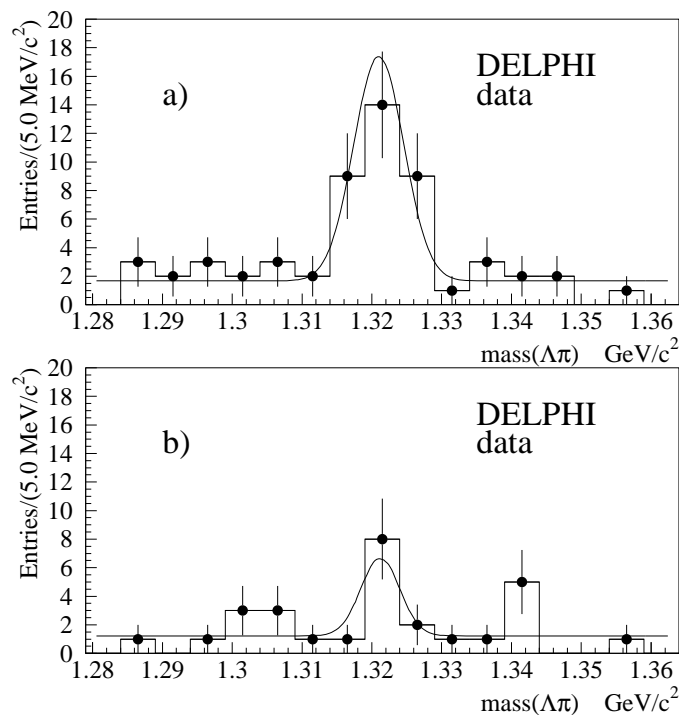 Entries/(5.0 MeV/c²)
20
18
16
14
12
10
8
6
4
2
0
a)
DELPHI
data
1.28 1.29 1.3 1.31 1.32 1.33 1.34 1.35 1.36
mass(Λπ) GeV/c²
Entries/(5.0 MeV/c²)
20
18
16
14
12
10
8
6
4
2
0
b)
DELPHI
data
1.28 1.29 1.3 1.31 1.32 1.33 1.34 1.35 1.36
mass(Λπ) GeV/c²